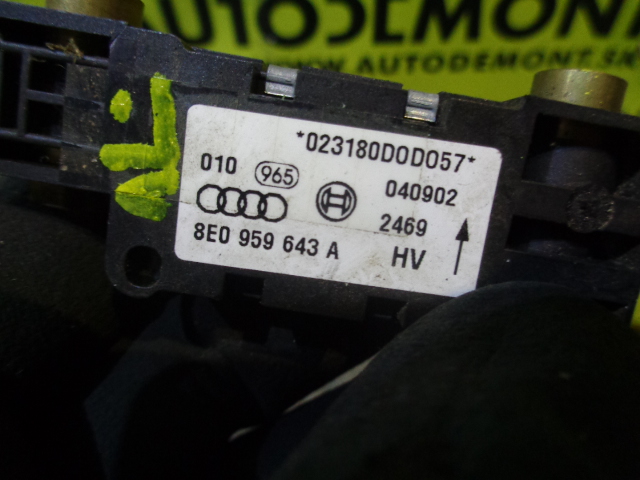 AUTODEMONT
WWW.AUTODEMONT.SK
*023180D0D057*
010 965 040902
2469
8E0 959 643 A HV